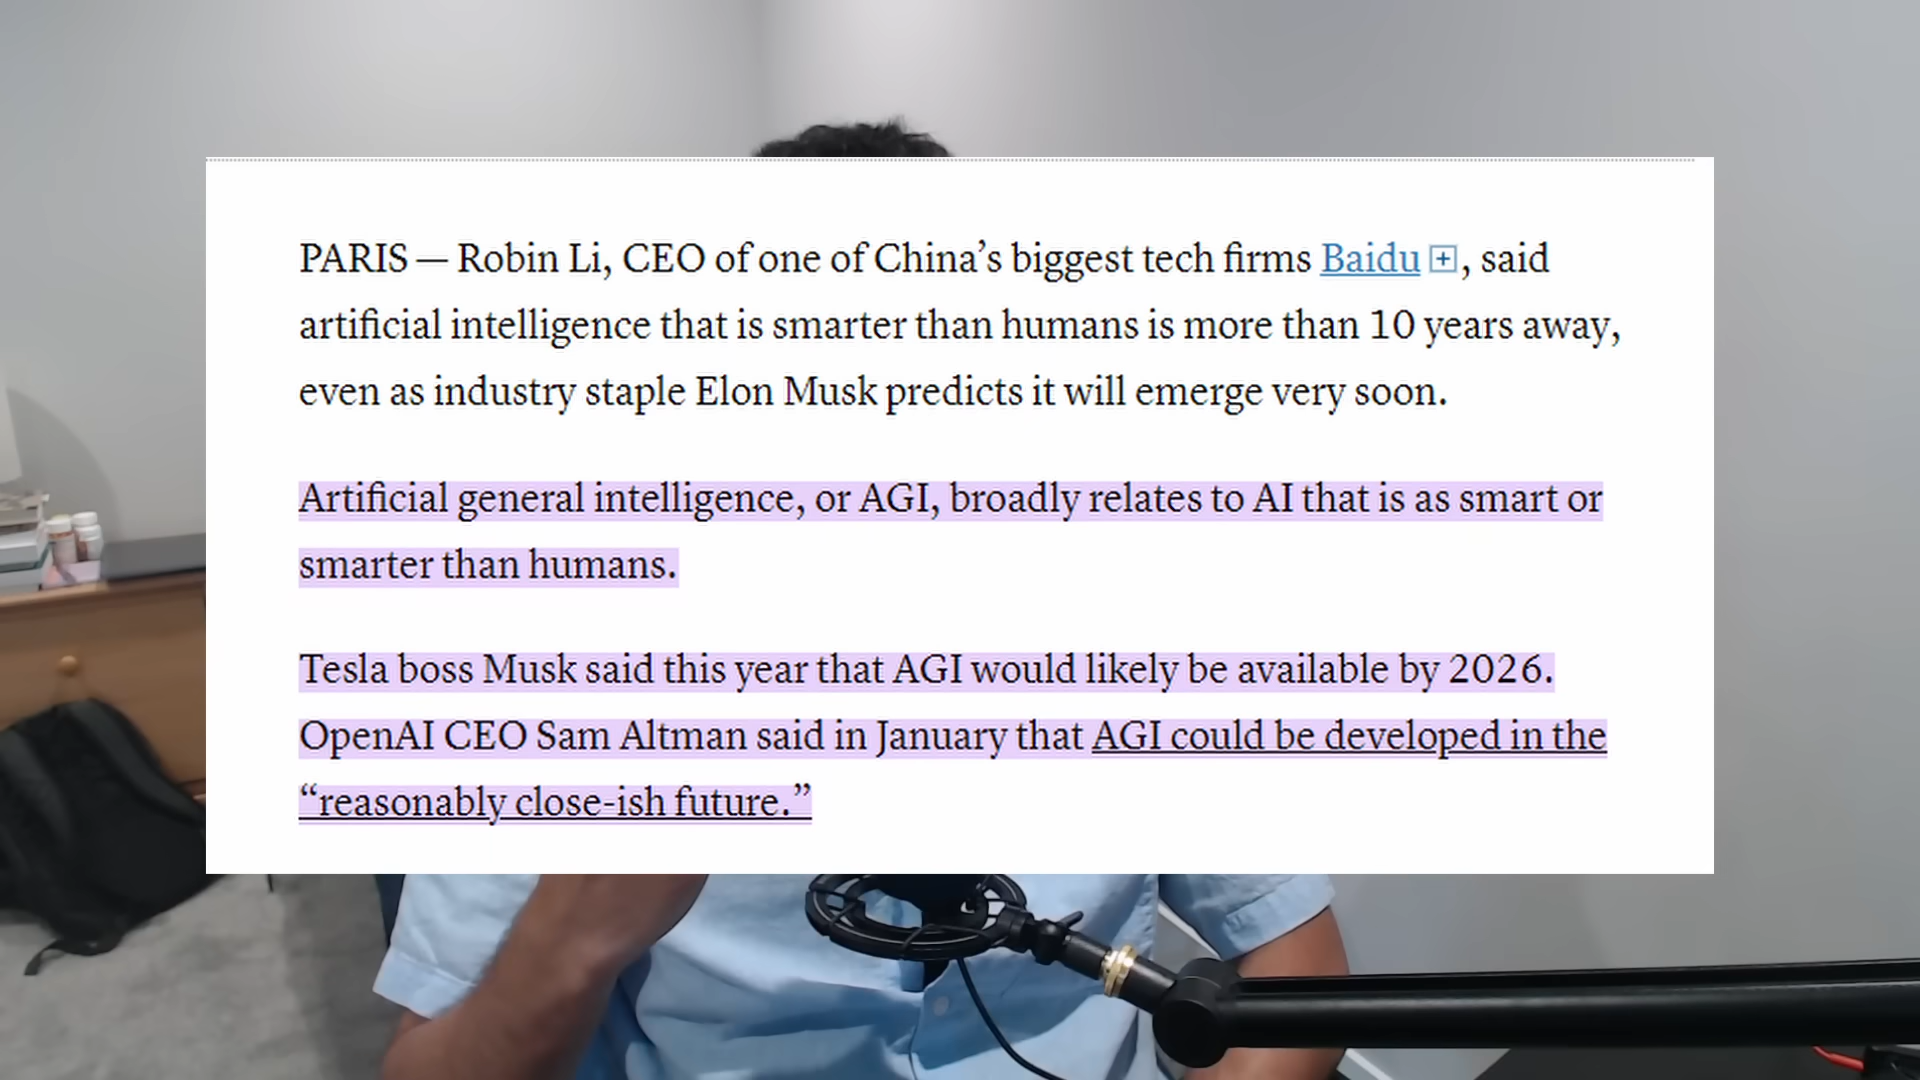 PARIS — Robin Li, CEO of one of China’s biggest tech firms Baidu +, said
artificial intelligence that is smarter than humans is more than 10 years away,
even as industry staple Elon Musk predicts it will emerge very soon.
Artificial general intelligence, or AGI, broadly relates to AI that is as smart or
smarter than humans.
Tesla boss Musk said this year that AGI would likely be available by 2026.
OpenAI CEO Sam Altman said in January that AGI could be developed in the
“reasonably close-ish future.”